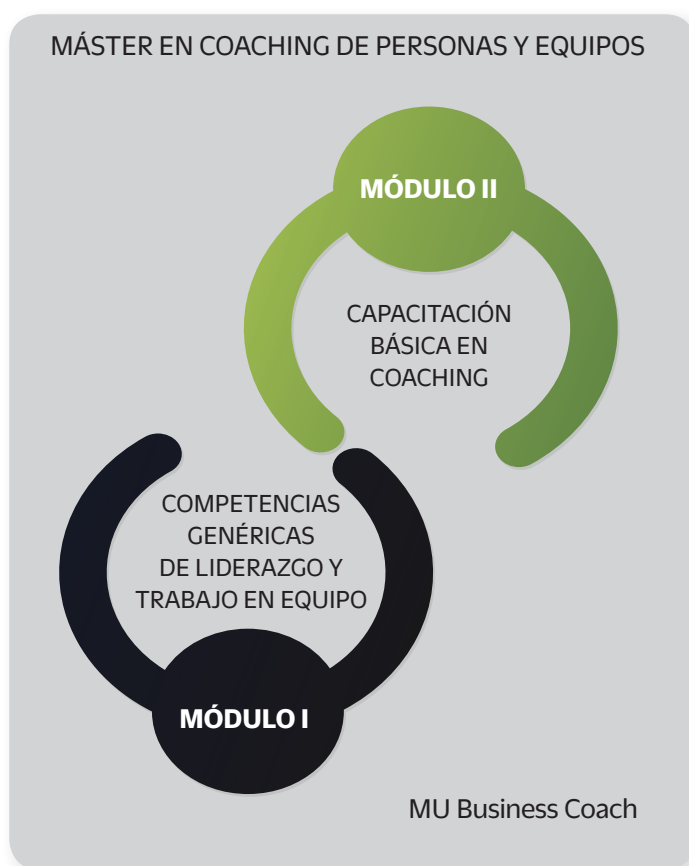 MÁSTER EN COACHING DE PERSONAS Y EQUIPOS
MÓDULO II
CAPACITACIÓN
BÁSICA EN
COACHING
COMPETENCIAS
GENÉRICAS
DE LIDERAZGO Y
TRABAJO EN EQUIPO
MÓDULO I
MU Business Coach